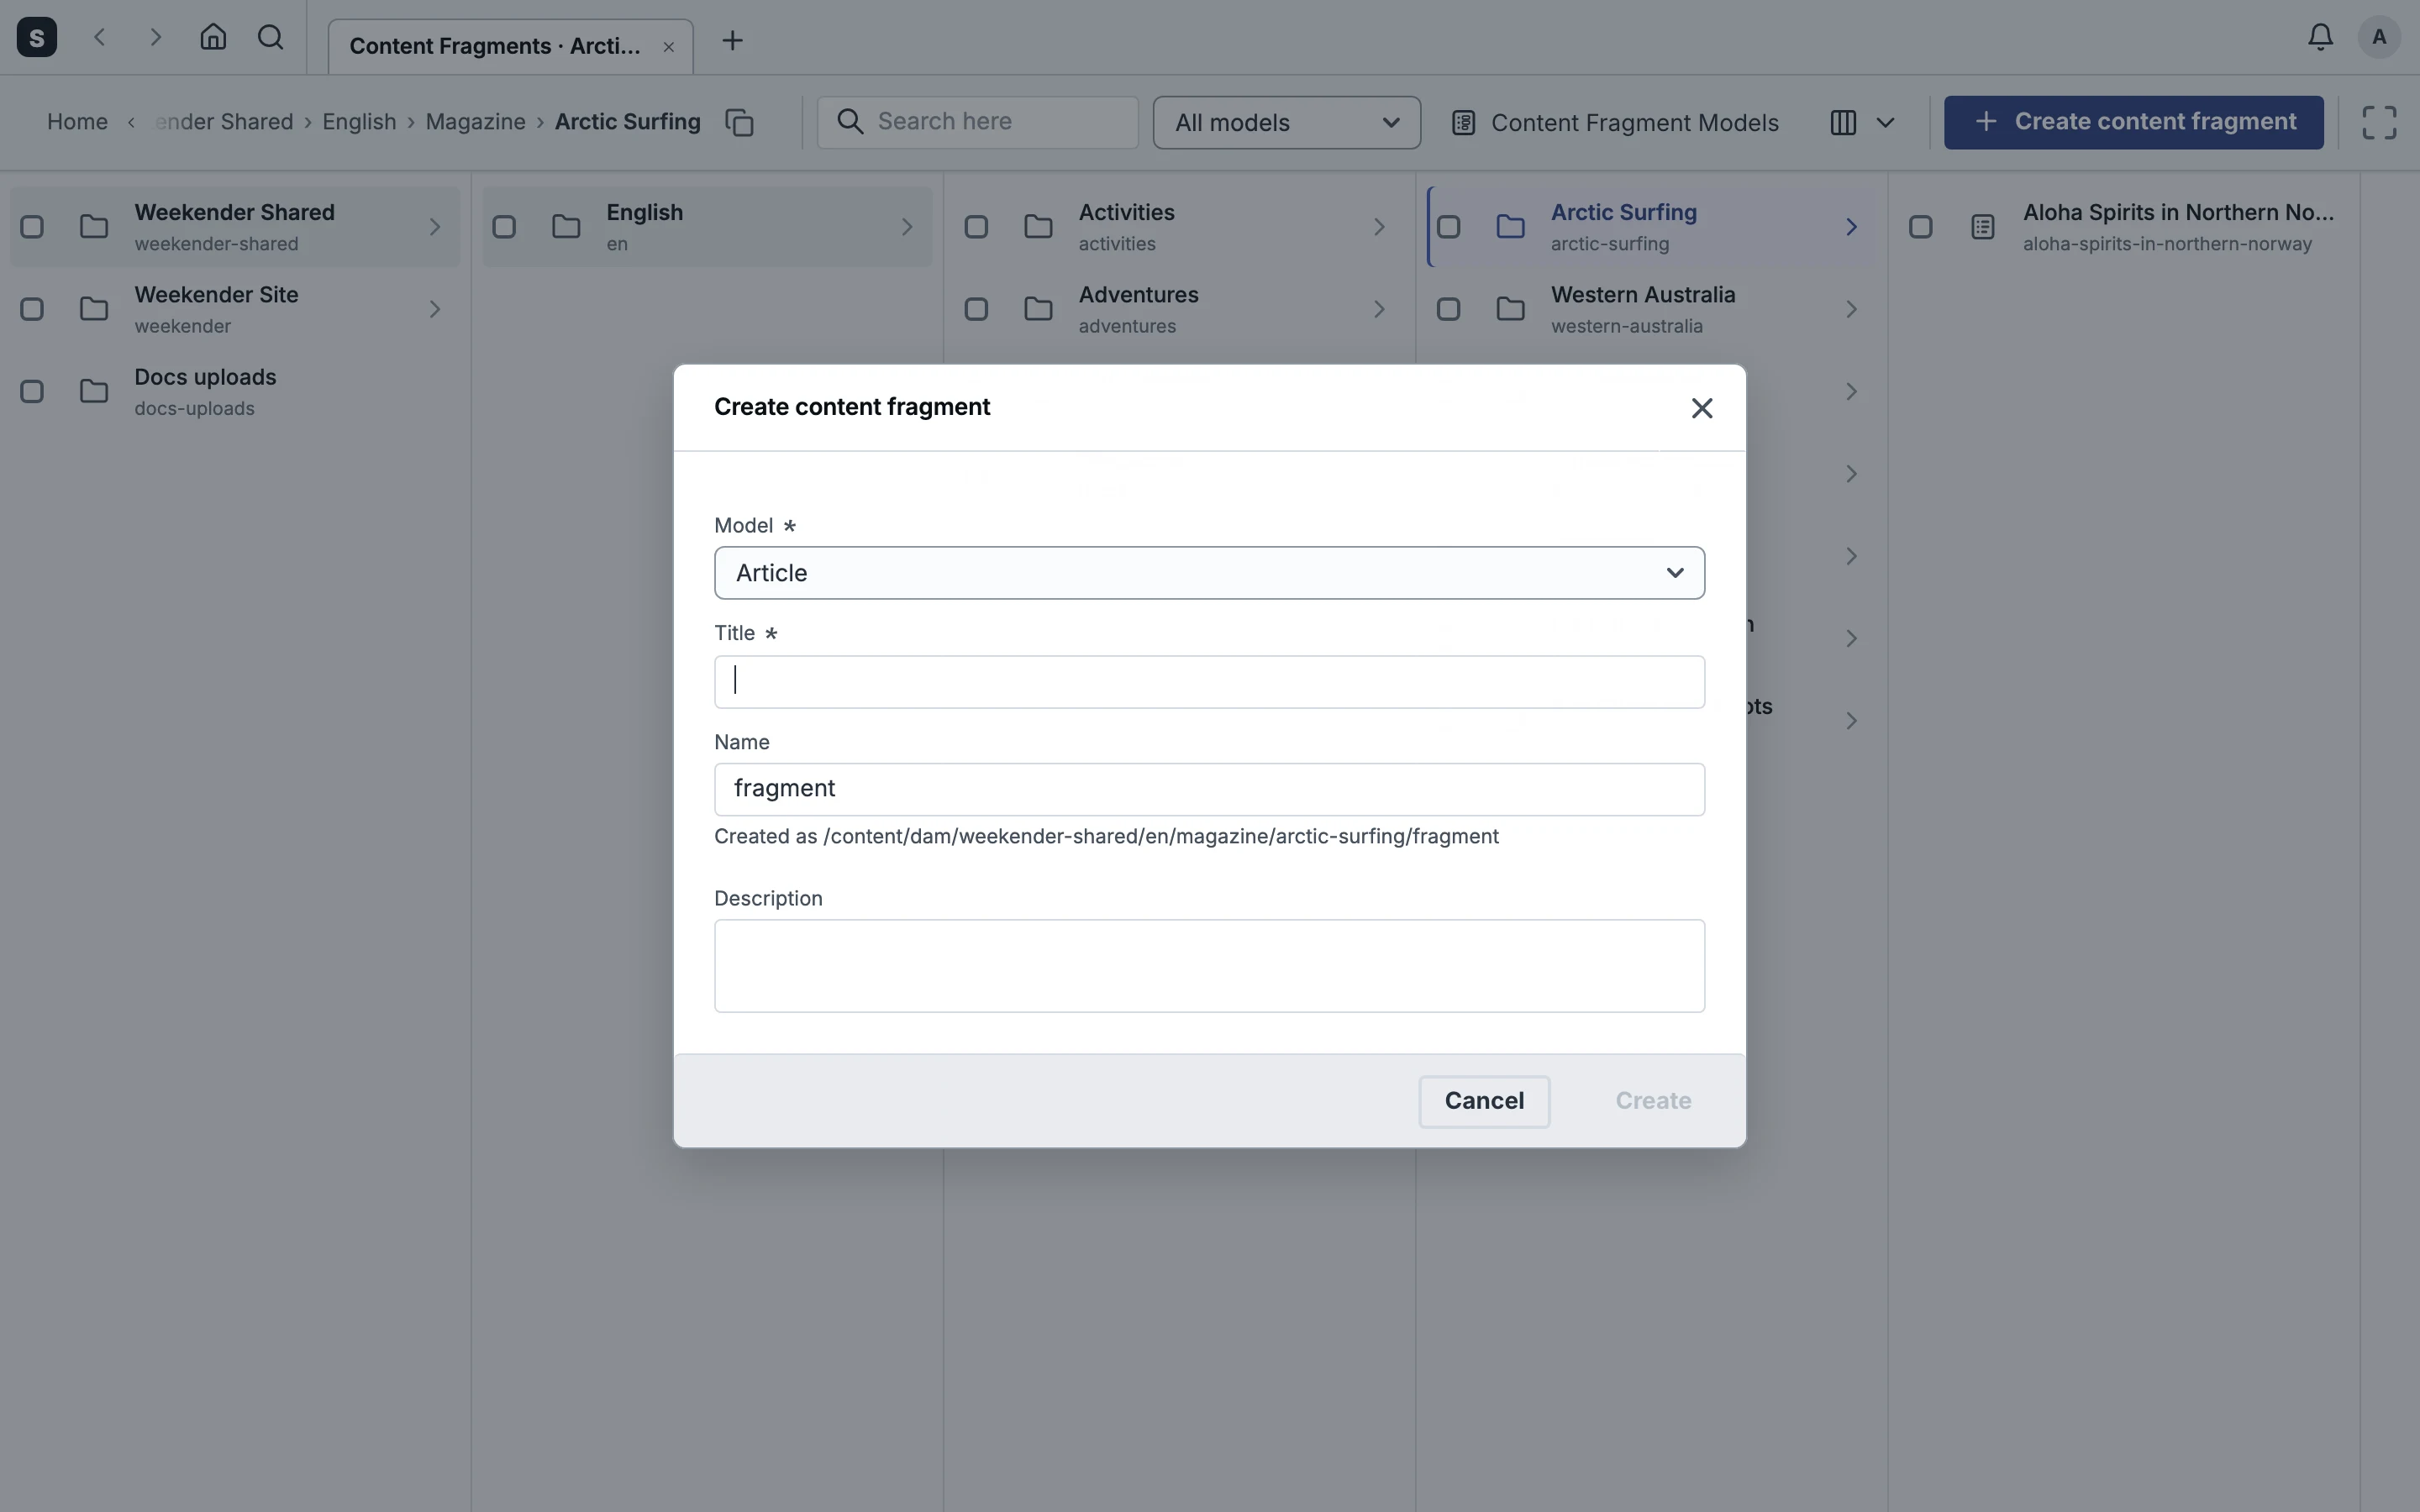 S
Content Fragments · Arcti...
A
Home
ender Shared
English
Magazine
Arctic Surfing
Search here
All models
Content Fragment Models
Create content fragment
Weekender Shared
weekender-shared
Weekender Site
weekender
Docs uploads
docs-uploads
English
en
Activities
activities
Adventures
adventures
Arctic Surfing
arctic-surfing
Western Australia
western-australia
Aloha Spirits in Northern No...
aloha-spirits-in-northern-norway
Create content fragment
Model *
Article
Title *
Name
fragment
Created as /content/dam/weekender-shared/en/magazine/arctic-surfing/fragment
Description
Cancel
Create